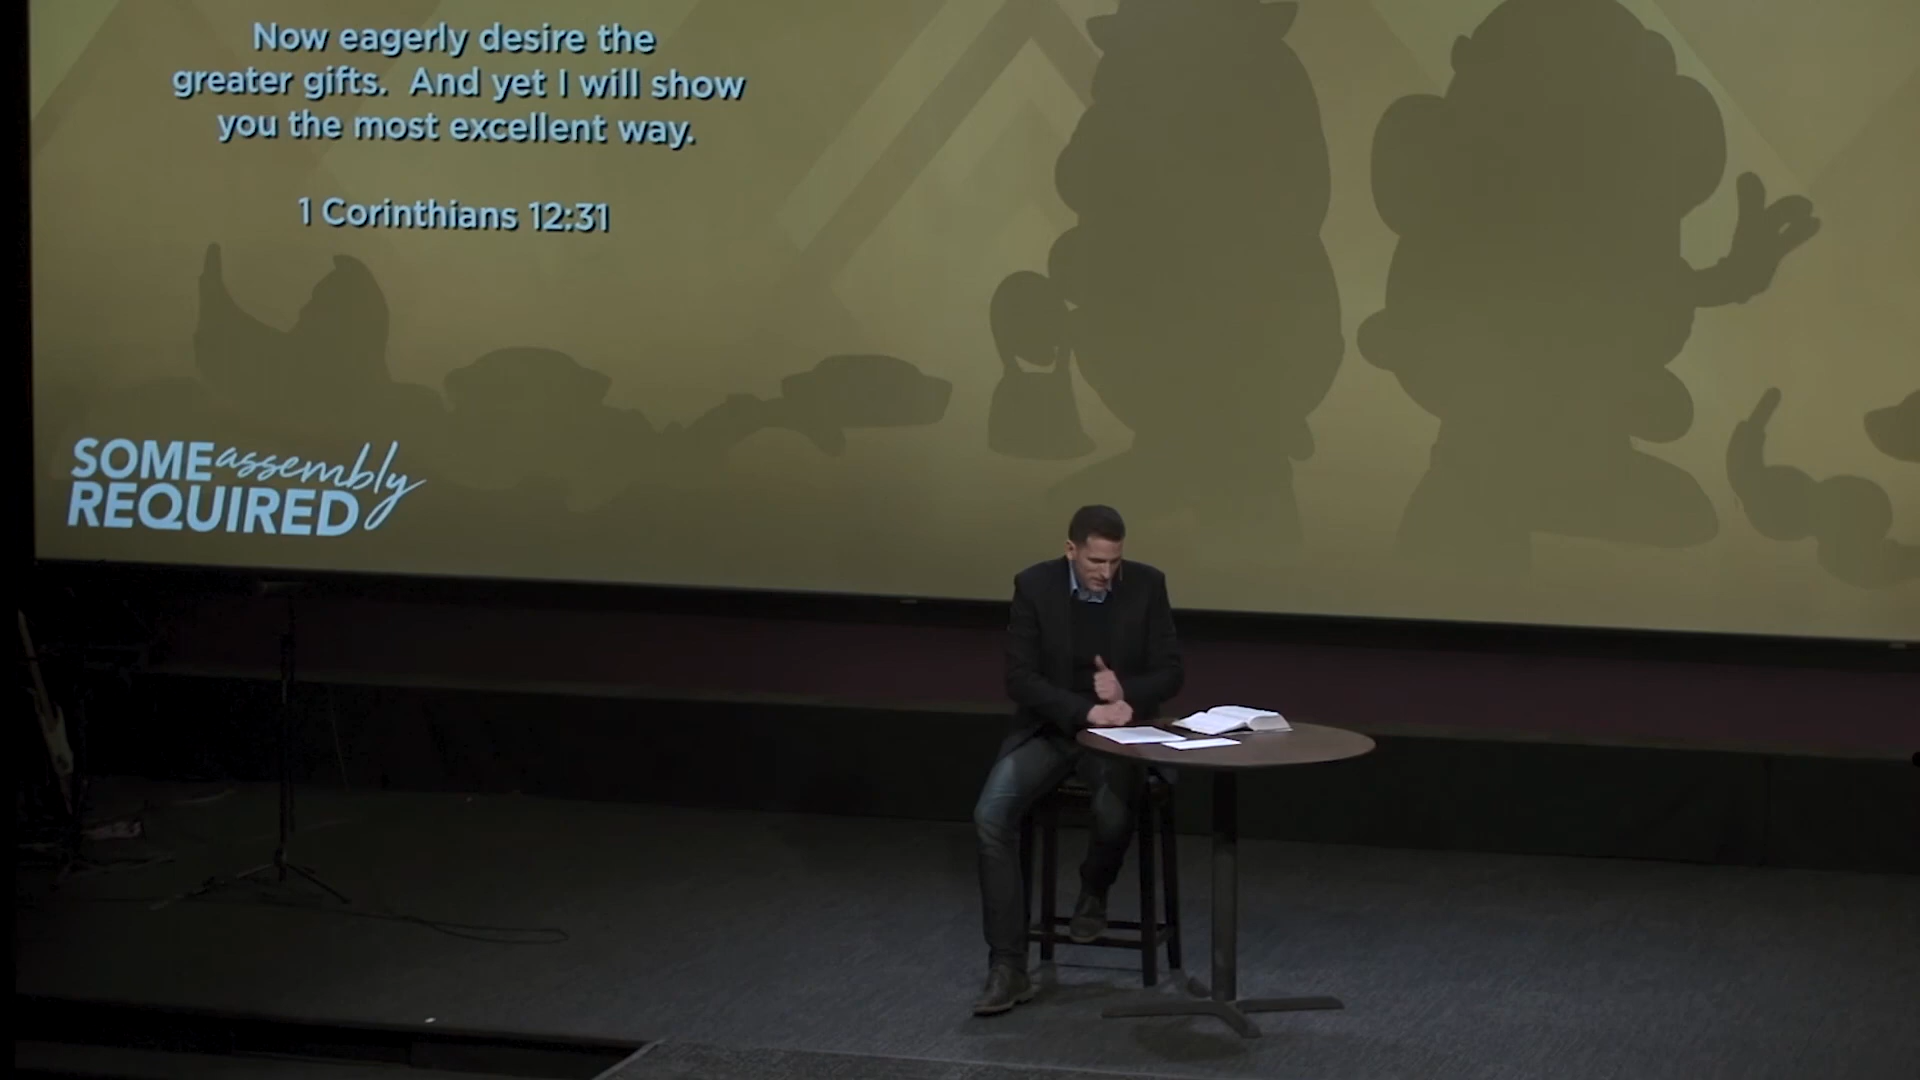 Now eagerly desire the
greater gifts.  And yet I will show
you the most excellent way.
1 Corinthians 12:31
SOME assembly
REQUIRED